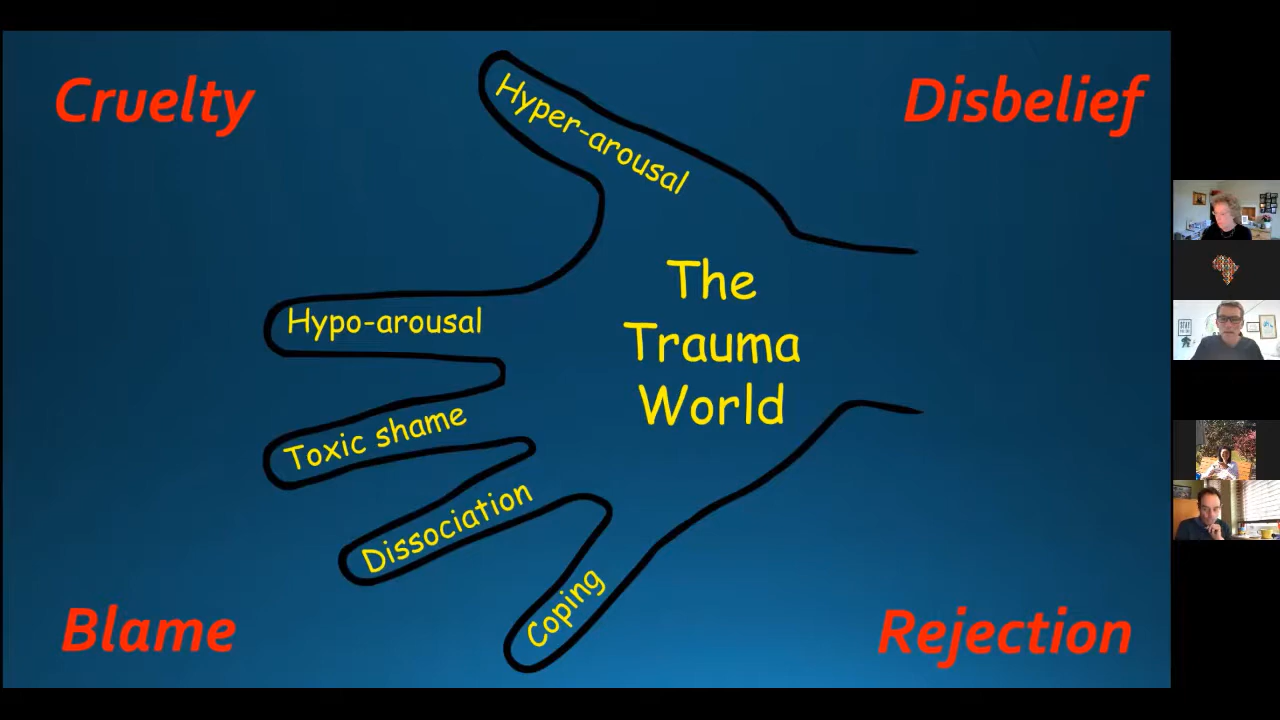 Cruelty
Disbelief
Hyper-arousal
The
Trauma
World
Hypo-arousal
Toxic shame
Dissociation
Coping
Blame
Rejection